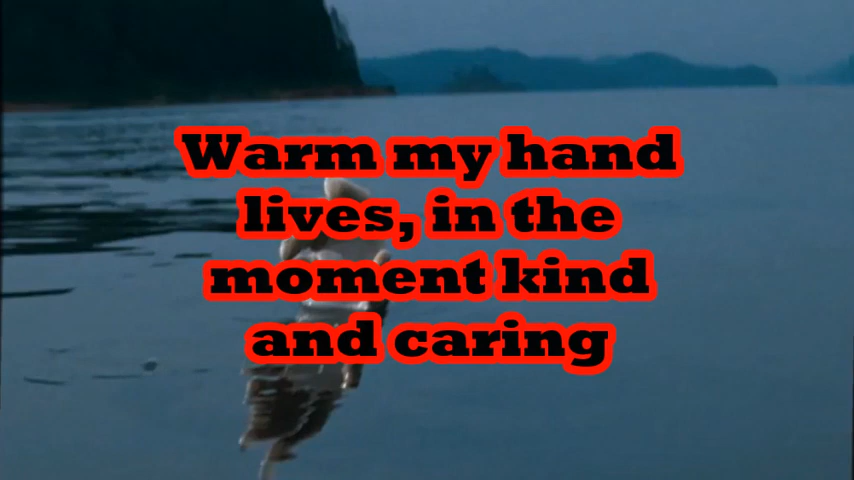 Warm my hand
lives, in the
moment kind
and caring